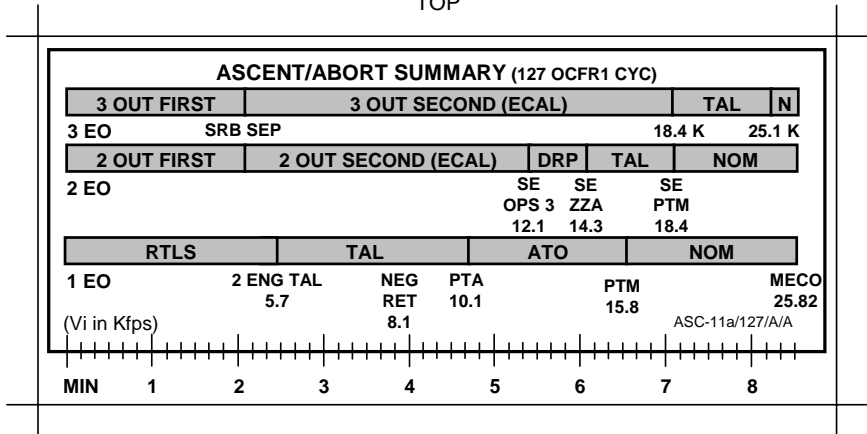 TOP
ASCENT/ABORT SUMMARY (127 OCFR1 CYC)
3 OUT FIRST 3 OUT SECOND (ECAL) TAL N
3 EO SRB SEP 18.4 K 25.1 K
2 OUT FIRST 2 OUT SECOND (ECAL) DRP TAL NOM
2 EO SE SE SE
OPS 3 ZZA PTM
12.1 14.3 18.4
RTLS TAL ATO NOM
1 EO 2 ENG TAL NEG PTA PTM MECO
5.7 RET 10.1 15.8 25.82
(Vi in Kfps) 8.1 ASC-11a/127/A/A
MIN 1 2 3 4 5 6 7 8